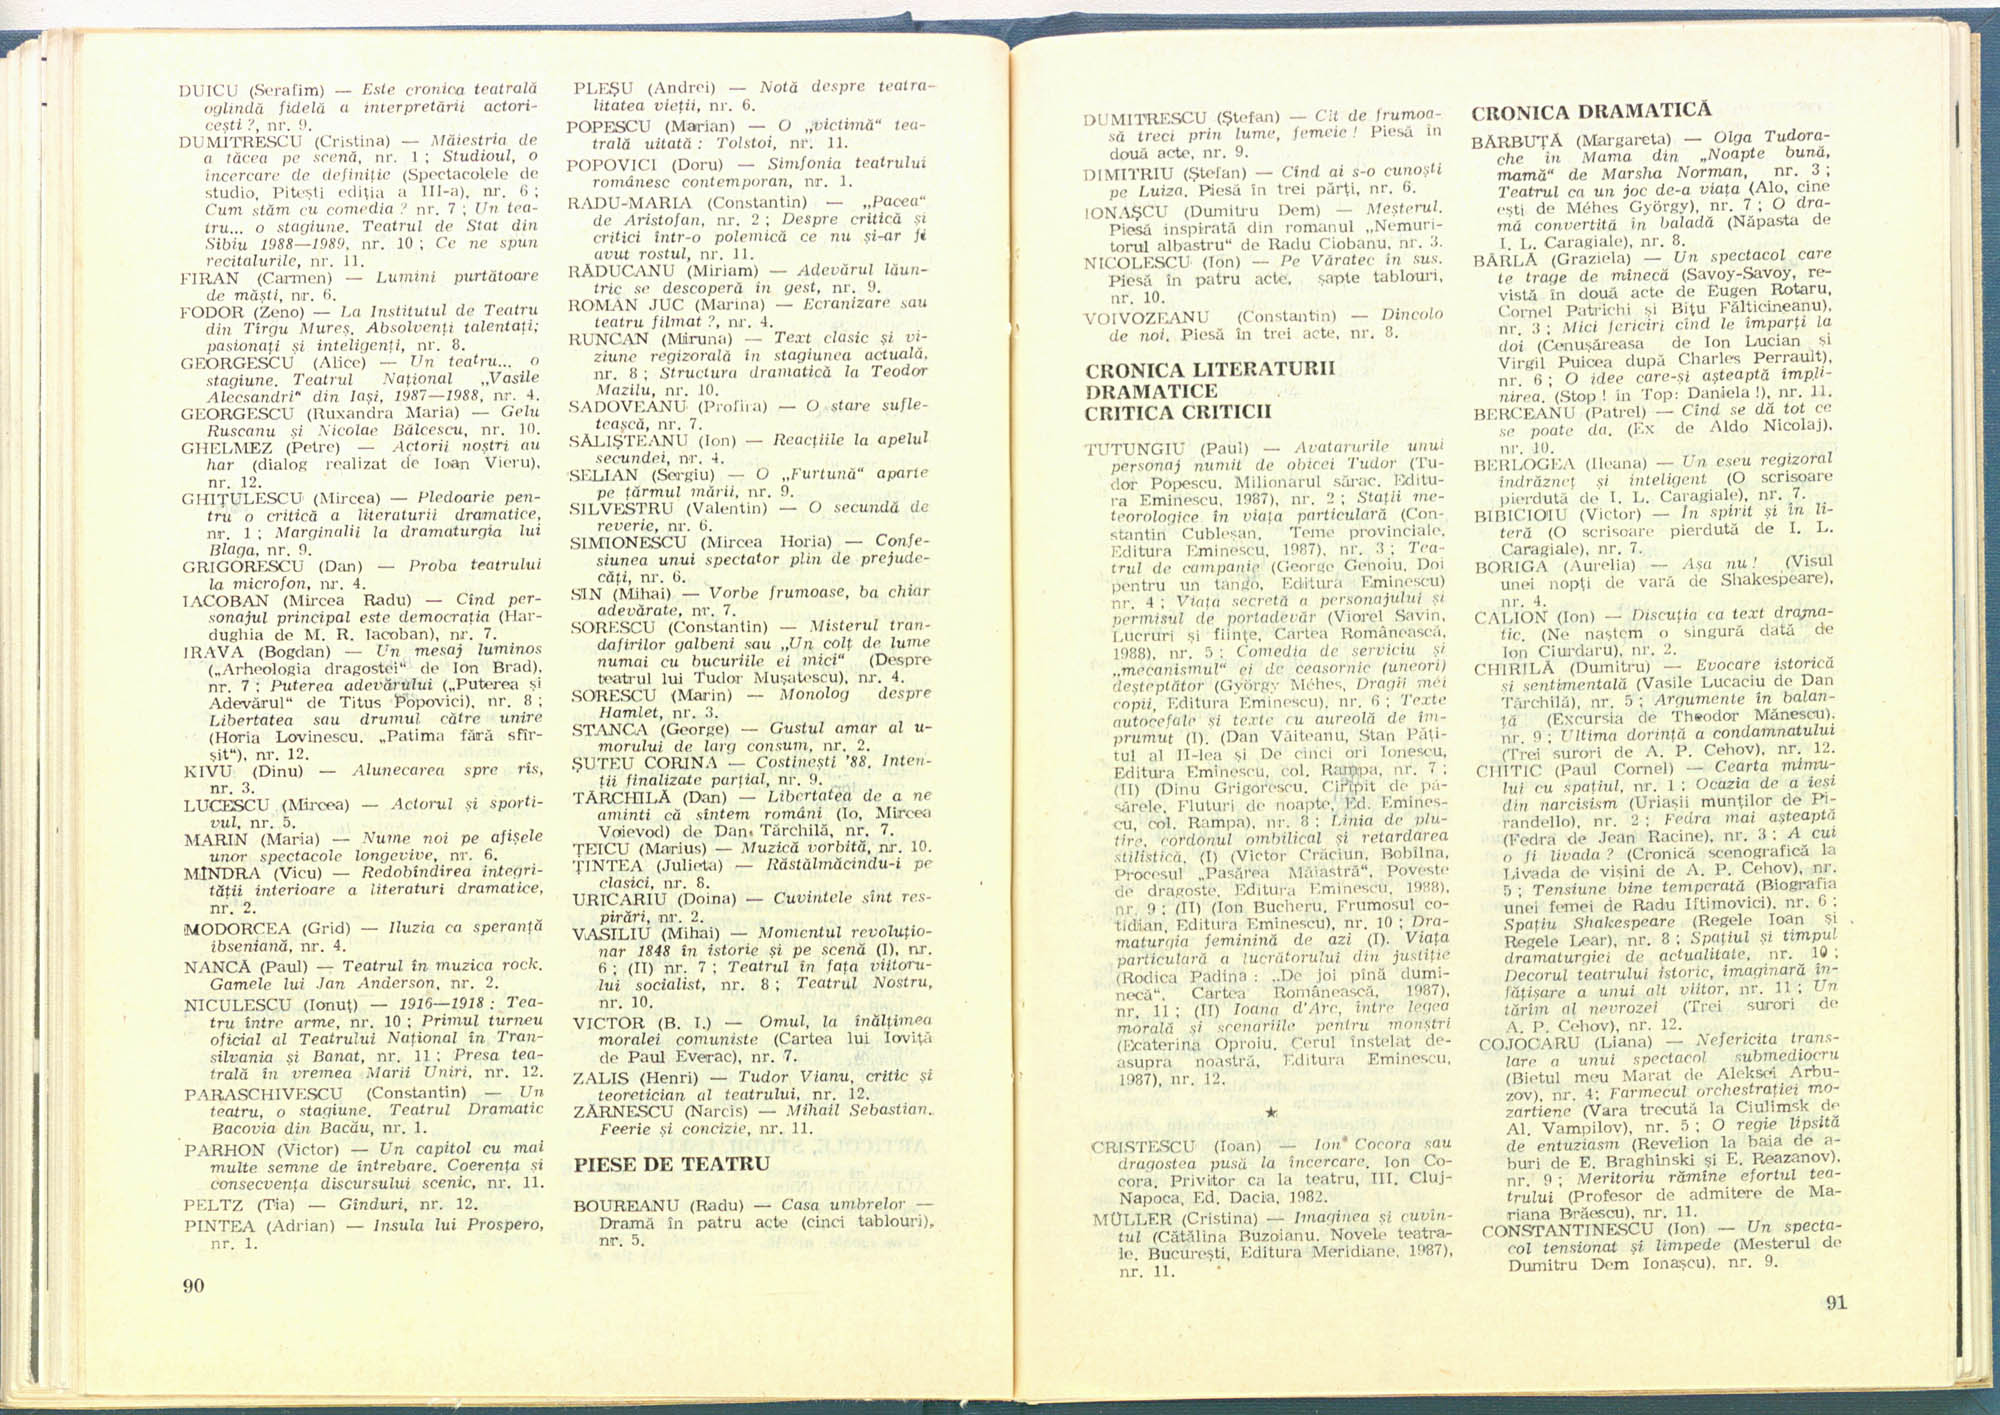 DUICU (Serafim) — Este cronica teatrală
oglindă fidelă a interpretării actori-
cești ?, nr. 9.
DUMITRESCU (Cristina) — Măiestria de
a tăcea pe scenă, nr. 1 ; Studioul, o
încercare de definiție (Spectacolele de
studio, Pitești ediția a III-a), nr. 6 ;
Cum stăm cu comedia ? nr. 7 ; Un tea-
tru... o stagiune. Teatrul de Stat din
Sibiu 1988—1989, nr. 10 ; Ce ne spun
recitalurile, nr. 11.
FIRAN (Carmen) — Lumini purtătoare
de măști, nr. 6.
FODOR (Zeno) — La Institutul de Teatru
din Tîrgu Mureș. Absolvenți talentați;
pasionați și inteligenți, nr. 8.
GEORGESCU (Alice) — Un teatru... o
stagiune. Teatrul Național „Vasile
Alecsandri“ din Iași, 1987—1988, nr. 4.
GEORGESCU (Ruxandra Maria) — Gelu
Ruscanu și Nicolae Bălcescu, nr. 10.
GHELMEZ (Petre) — Actorii noștri au
har (dialog realizat de Ioan Vieru),
nr. 12.
GHIȚULESCU (Mircea) — Pledoarie pen-
tru o critică a literaturii dramatice,
nr. 1 ; Marginalii la dramaturgia lui
Blaga, nr. 9.
GRIGORESCU (Dan) — Proba teatrului
la microfon, nr. 4.
IACOBAN (Mircea Radu) — Cînd per-
sonajul principal este democrația (Har-
dughia de M. R. Iacoban), nr. 7.
IRAVA (Bogdan) — Un mesaj luminos
(„Arheologia dragostei“ de Ion Brad),
nr. 7 ; Puterea adevărului („Puterea și
Adevărul“ de Titus Popovici), nr. 8 ;
Libertatea sau drumul către unire
(Horia Lovinescu. „Patima fără sfîr-
șit“), nr. 12.
KIVU (Dinu) — Alunecarea spre rîs,
nr. 3.
LUCESCU (Mircea) — Actorul și sporti-
vul, nr. 5.
MARIN (Maria) — Nume noi pe afișele
unor spectacole longevive, nr. 6.
MÎNDRA (Vicu) — Redobîndirea integri-
tății interioare a literaturi dramatice,
nr. 2.
MODORCEA (Grid) — Iluzia ca speranță
ibseniană, nr. 4.
NANCĂ (Paul) — Teatrul în muzica rock.
Gamele lui Jan Anderson, nr. 2.
NICULESCU (Ionuț) — 1916—1918 : Tea-
tru între arme, nr. 10 ; Primul turneu
oficial al Teatrului Național în Tran-
silvania și Banat, nr. 11 ; Presa tea-
trală în vremea Marii Uniri, nr. 12.
PARASCHIVESCU (Constantin) — Un
teatru, o stagiune. Teatrul Dramatic
Bacovia din Bacău, nr. 1.
PARHON (Victor) — Un capitol cu mai
multe semne de întrebare. Coerența și
consecvența discursului scenic, nr. 11.
PELTZ (Tia) — Gînduri, nr. 12.
PINTEA (Adrian) — Insula lui Prospero,
nr. 1.
90
PLEȘU (Andrei) — Notă despre teatra-
litatea vieții, nr. 6.
POPESCU (Marian) — O „victimă“ tea-
trală uitată : Tolstoi, nr. 11.
POPOVICI (Doru) — Simfonia teatrului
românesc contemporan, nr. 1.
RADU-MARIA (Constantin) — „Pacea“
de Aristofan, nr. 2 ; Despre critică și
critici într-o polemică ce nu și-ar fi
avut rostul, nr. 11.
RĂDUCANU (Miriam) — Adevărul lăun-
tric se descoperă în gest, nr. 9.
ROMAN JUC (Marina) — Ecranizare sau
teatru filmat ?, nr. 4.
RUNCAN (Miruna) — Text clasic și vi-
ziune regizorală în stagiunea actuală,
nr. 8 ; Structura dramatică la Teodor
Mazilu, nr. 10.
SADOVEANU (Profira) — O stare sufle-
tească, nr. 7.
SĂLIȘTEANU (Ion) — Reacțiile la apelul
secundei, nr. 4.
SELIAN (Sergiu) — O „Furtună“ aparte
pe țărmul mării, nr. 9.
SILVESTRU (Valentin) — O secundă de
reverie, nr. 6.
SIMIONESCU (Mircea Horia) — Confe-
siunea unui spectator plin de prejude-
căți, nr. 6.
SIN (Mihai) — Vorbe frumoase, ba chiar
adevărate, nr. 7.
SORESCU (Constantin) — Misterul tran-
dafirilor galbeni sau „Un colț de lume
numai cu bucuriile ei mici“ (Despre
teatrul lui Tudor Mușatescu), nr. 4.
SORESCU (Marin) — Monolog despre
Hamlet, nr. 3.
STANCA (George) — Gustul amar al u-
morului de larg consum, nr. 2.
ȘUTEU CORINA — Costinești '88. Inten-
ții finalizate parțial, nr. 9.
TĂRCHILĂ (Dan) — Libertatea de a ne
aminti că sîntem români (Io, Mircea
Voievod) de Dan Tărchilă, nr. 7.
ȚEICU (Marius) — Muzică vorbită, nr. 10.
ȚINTEA (Julieta) — Răstălmăcindu-i pe
clasici, nr. 8.
URICARIU (Doina) — Cuvintele sînt res-
pirări, nr. 2.
VASILIU (Mihai) — Momentul revoluțio-
nar 1848 în istorie și pe scenă (I), nr.
6 ; (II) nr. 7 ; Teatrul în fața viitoru-
lui socialist, nr. 8 ; Teatrul Nostru,
nr. 10.
VICTOR (B. I.) — Omul, la înălțimea
moralei comuniste (Cartea lui Ioviță
de Paul Everac), nr. 7.
ZALIS (Henri) — Tudor Vianu, critic și
teoretician al teatrului, nr. 12.
ZĂRNESCU (Narcis) — Mihail Sebastian.
Feerie și concizie, nr. 11.
PIESE DE TEATRU
BOUREANU (Radu) — Casa umbrelor —
Dramă în patru acte (cinci tablouri),
nr. 5.
DUMITRESCU (Ștefan) — Cît de frumoa-
să treci prin lume, femeie ! Piesă în
două acte, nr. 9.
DIMITRIU (Ștefan) — Cînd ai s-o cunoști
pe Luiza. Piesă în trei părți, nr. 6.
IONAȘCU (Dumitru Dem) — Meșterul.
Piesă inspirată din romanul „Nemuri-
torul albastru“ de Radu Ciobanu, nr. 3.
NICOLESCU (Ion) — Pe Văratec în sus.
Piesă în patru acte, șapte tablouri,
nr. 10.
VOIVOZEANU (Constantin) — Dincolo
de noi. Piesă în trei acte, nr. 8.
CRONICA LITERATURII
DRAMATICE
CRITICA CRITICII
TUTUNGIU (Paul) — Avatarurile unui
personaj numit de obicei Tudor (Tu-
dor Popescu. Milionarul sărac. Editu-
ra Eminescu, 1987), nr. 2 ; Stații me-
teorologice în viața particulară (Con-
stantin Cubleșan. Teme provinciale.
Editura Eminescu, 1987), nr. 3 ; Tea-
trul de campanie (George Genoiu. Doi
pentru un tango, Editura Eminescu)
nr. 4 ; Viața secretă a personajului și
permisul de portadevăr (Viorel Savin,
Lucruri și ființe, Cartea Românească,
1988), nr. 5 ; Comedia de serviciu și
„mecanismul“ ei de ceasornic (uneori)
deșteptător (György Méhes, Dragii mei
copii, Editura Eminescu), nr. 6 ; Texte
autocefale și texte cu aureolă de îm-
prumut (I). (Dan Văiteanu, Stan Păți-
tul al II-lea și De cinci ori Ionescu,
Editura Eminescu, col. Rampa, nr. 7 ;
(II) (Dinu Grigorescu, Ciripit de pă-
sărele, Fluturi de noapte, Ed. Emines-
cu, col. Rampa), nr. 8 ; Linia de plu-
tire, cordonul ombilical și retardarea
stilistică, (I) (Victor Crăciun, Bobîlna,
Procesul „Pasărea Măiastră“, Poveste
de dragoste, Editura Eminescu, 1988),
nr. 9 ; (II) (Ion Bucheru, Frumosul co-
tidian, Editura Eminescu), nr. 10 ; Dra-
maturgia feminină de azi (I). Viața
particulară a lucrătorului din justiție
(Rodica Padina : „De joi pînă dumi-
necă“, Cartea Românească, 1987),
nr. 11 ; (II) Ioana d'Arc, între legea
morală și scenariile pentru monștri
(Ecaterina Oproiu. Cerul înstelat de-
asupra noastră, Editura Eminescu,
1987), nr. 12.
★
CRISTESCU (Ioan) — Ion Cocora sau
dragostea pusă la încercare. Ion Co-
cora. Privitor ca la teatru, III. Cluj-
Napoca, Ed. Dacia, 1982.
MÜLLER (Cristina) — Imaginea și cuvîn-
tul (Cătălina Buzoianu. Novele teatra-
le. București, Editura Meridiane, 1987),
nr. 11.
CRONICA DRAMATICĂ
BĂRBUȚĂ (Margareta) — Olga Tudora-
che în Mama din „Noapte bună,
mamă“ de Marsha Norman, nr. 3 ;
Teatrul ca un joc de-a viața (Alo, cine
ești de Méhes György), nr. 7 ; O dra-
mă convertită în baladă (Năpasta de
I. L. Caragiale), nr. 8.
BĂRLĂ (Graziela) — Un spectacol care
te trage de mînecă (Savoy-Savoy, re-
vistă în două acte de Eugen Rotaru,
Cornel Patrichi și Bițu Fălticineanu),
nr. 3 ; Mici fericiri cînd le împarți la
doi (Cenușăreasa de Ion Lucian și
Virgil Puicea după Charles Perrault),
nr. 6 ; O idee care-și așteaptă împli-
nirea. (Stop ! în Top: Daniela !), nr. 11.
BERCEANU (Patrel) — Cînd se dă tot ce
se poate da. (Ex de Aldo Nicolaj),
nr. 10.
BERLOGEA (Ileana) — Un eseu regizoral
îndrăzneț și inteligent (O scrisoare
pierdută de I. L. Caragiale), nr. 7.
BIBICIOIU (Victor) — În spirit și în li-
teră (O scrisoare pierdută de I. L.
Caragiale), nr. 7.
BORIGA (Aurelia) — Așa nu! (Visul
unei nopți de vară de Shakespeare),
nr. 4.
CALION (Ion) — Discuția ca text drama-
tic. (Ne naștem o singură dată de
Ion Ciurdaru), nr. 2.
CHIRILĂ (Dumitru) — Evocare istorică
și sentimentală (Vasile Lucaciu de Dan
Tărchilă), nr. 5 ; Argumente în balan-
ță (Excursia de Theodor Mănescu),
nr. 9 ; Ultima dorință a condamnatului
(Trei surori de A. P. Cehov), nr. 12.
CHITIC (Paul Cornel) — Cearta mimu-
lui cu spațiul, nr. 1 ; Ocazia de a ieși
din narcisism (Uriașii munților de Pi-
randello), nr. 2 ; Fedra mai așteaptă
(Fedra de Jean Racine), nr. 3 ; A cui
o fi livada ? (Cronică scenografică la
Livada de vișini de A. P. Cehov), nr.
5 ; Tensiune bine temperată (Biografia
unei femei de Radu Iftimovici), nr. 6 ;
Spațiu Shakespeare (Regele Ioan și
Regele Lear), nr. 8 ; Spațiul și timpul
dramaturgiei de actualitate, nr. 10 ;
Decorul teatrului istoric, imaginară în-
fățișare a unui alt viitor, nr. 11 ; Un
tărîm al nevrozei (Trei surori de
A. P. Cehov), nr. 12.
COJOCARU (Liana) — Nefericita trans-
lare a unui spectacol submediocru
(Bietul meu Marat de Aleksei Arbu-
zov), nr. 4; Farmecul orchestrației mo-
zartiene (Vara trecută la Ciulimsk de
Al. Vampilov), nr. 5 ; O regie lipsită
de entuziasm (Revelion la baia de a-
buri de E. Braghinski și E. Reazanov),
nr. 9 ; Meritoriu rămîne efortul tea-
trului (Profesor de admitere de Ma-
riana Brăescu), nr. 11.
CONSTANTINESCU (Ion) — Un specta-
col tensionat și limpede (Mesterul de
Dumitru Dem Ionașcu), nr. 9.
91